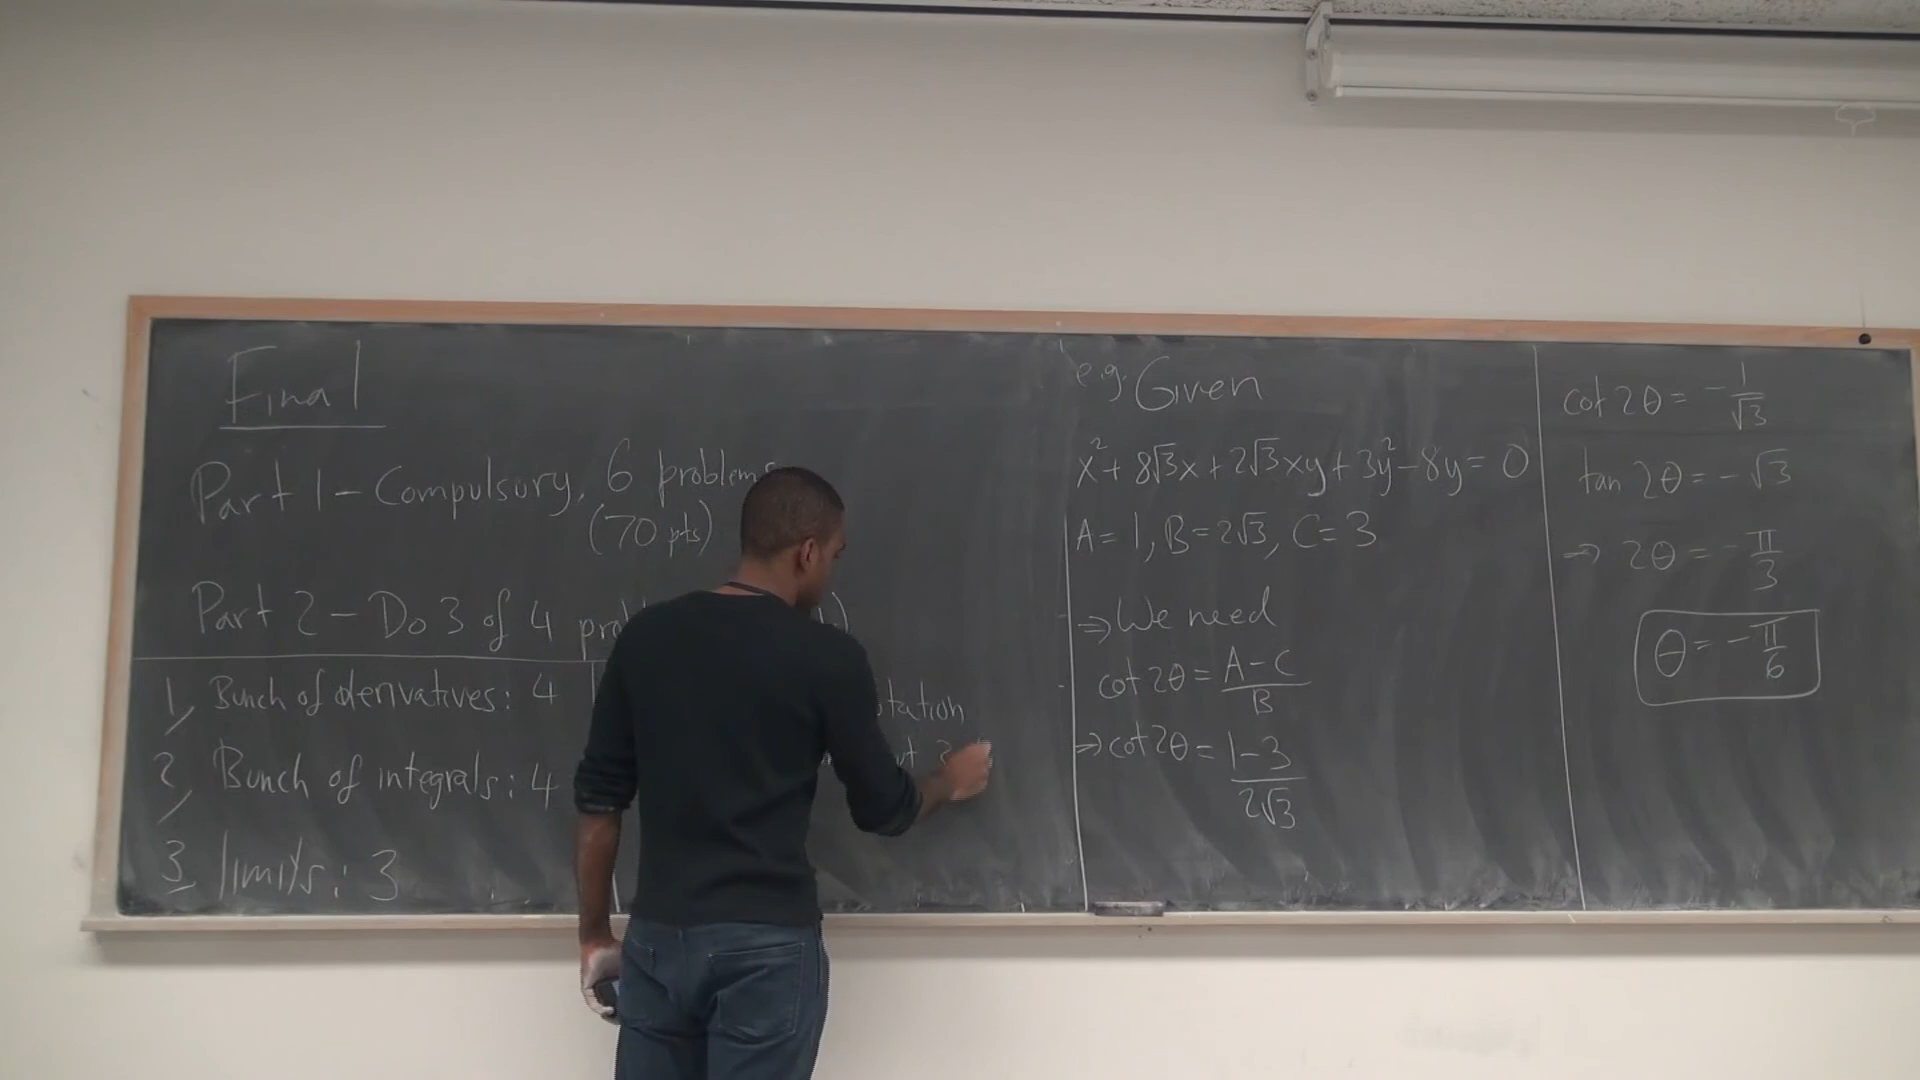 Final
Part 1 - Compulsory, 6 problems
(70 pts)
Part 2 - Do 3 of 4
1, Bunch of derivatives: 4
2, Bunch of integrals: 4
3 limits: 3
e.g. Given
x² + 8√3x + 2√3xy + 3y² - 8y = 0
A = 1, B = 2√3, C = 3
⇒ We need
cot 2θ = (A - C)/B
⇒ cot 2θ = (1 - 3)/(2√3)
cot 2θ = -1/√3
tan 2θ = -√3
⇒ 2θ = -π/3
θ = -π/6